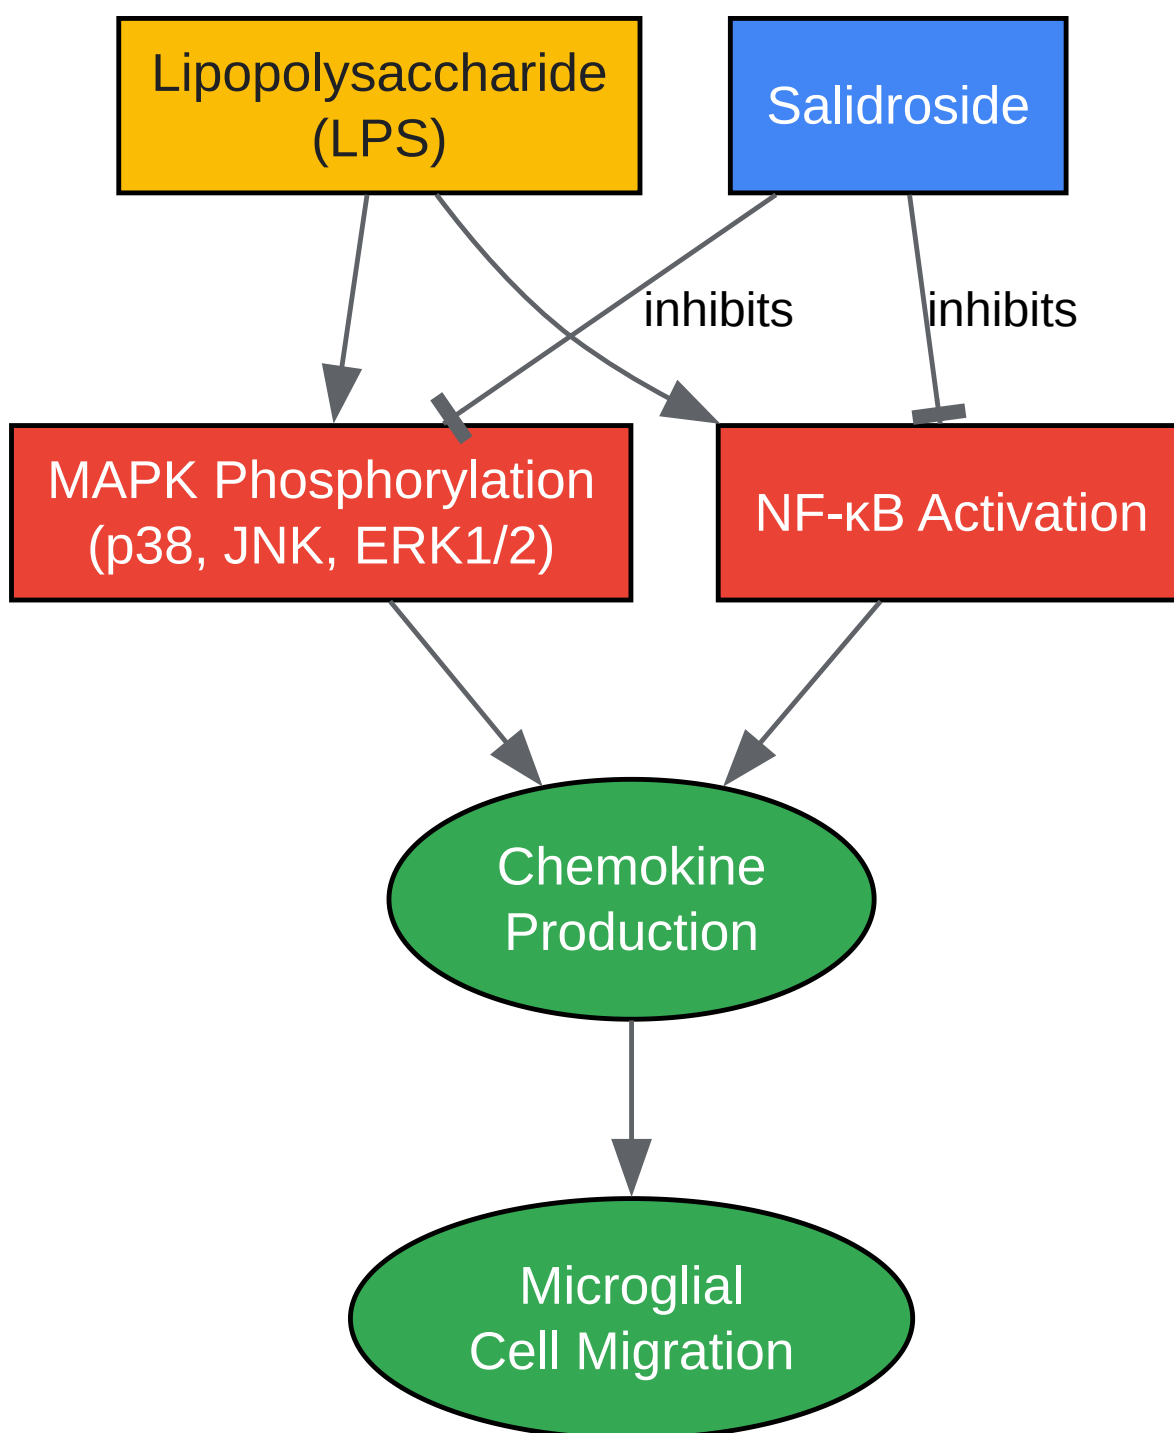 Lipopolysaccharide
(LPS)
Salidroside
inhibits
inhibits
MAPK Phosphorylation
(p38, JNK, ERK1/2)
NF-κB Activation
Chemokine
Production
Microglial
Cell Migration